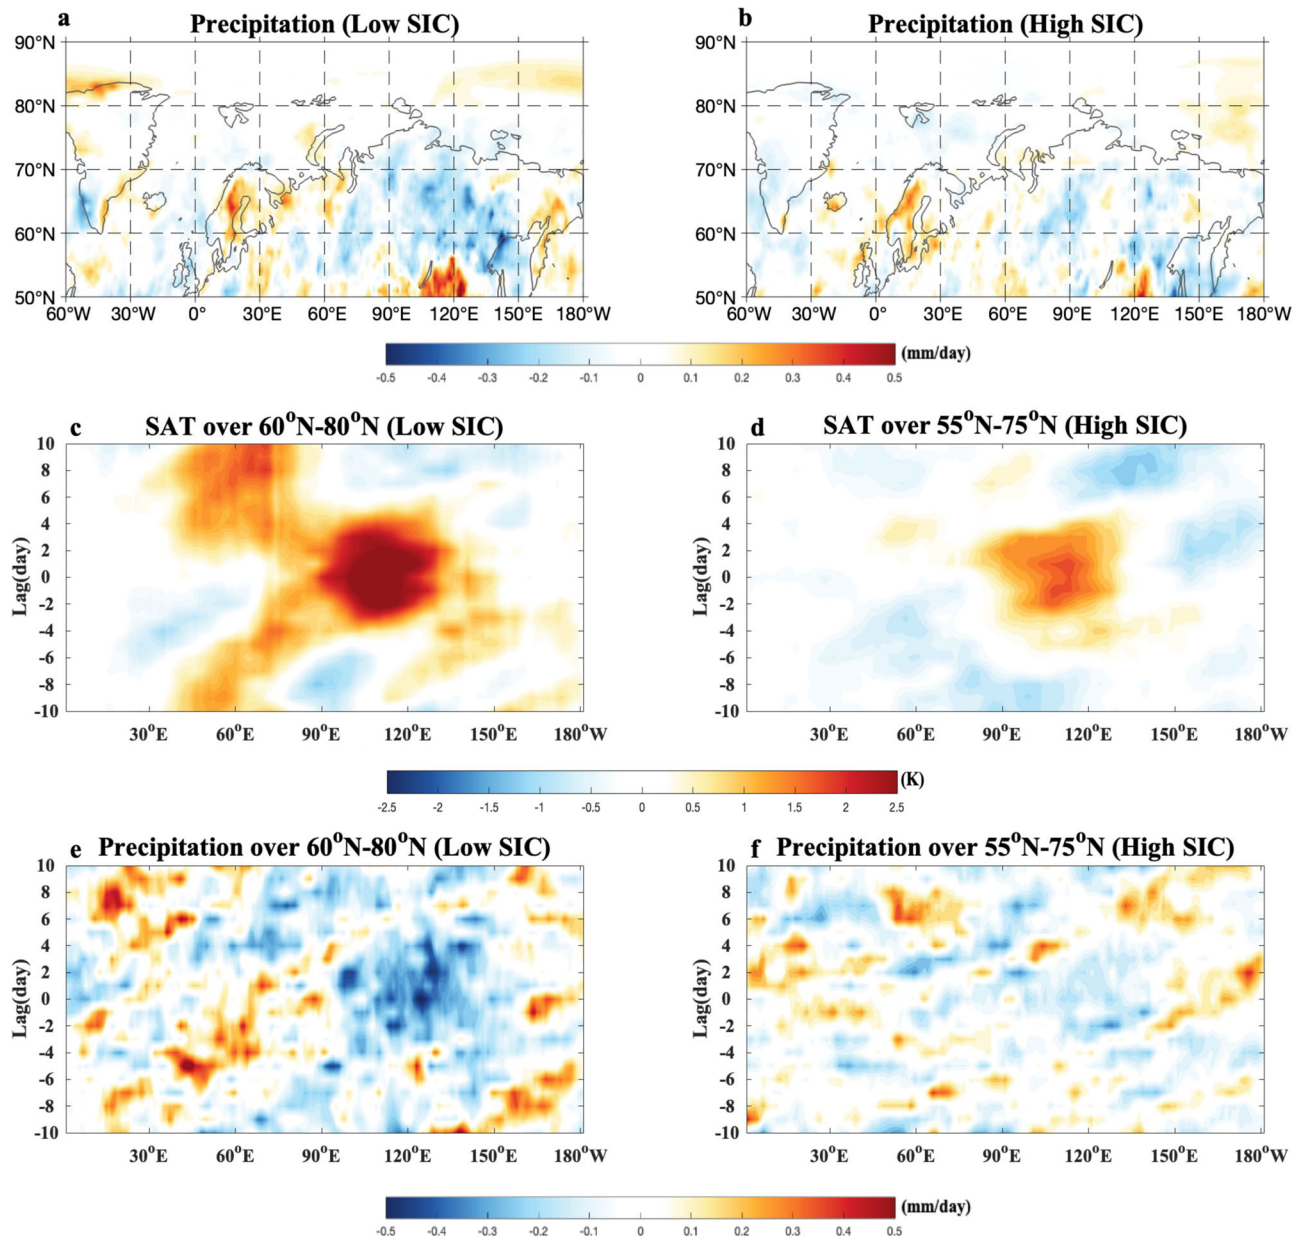 a Precipitation (Low SIC)
b Precipitation (High SIC)
90°N
80°N
70°N
60°N
50°N
60°W 30°W 0° 30°E 60°E 90°E 120°E 150°E 180°W
90°N
80°N
70°N
60°N
50°N
60°W 30°W 0° 30°E 60°E 90°E 120°E 150°E 180°W
-0.5 -0.4 -0.3 -0.2 -0.1 0 0.1 0.2 0.3 0.4 0.5 (mm/day)
c SAT over 60°N-80°N (Low SIC)
d SAT over 55°N-75°N (High SIC)
Lag(day)
10
8
6
4
2
0
-2
-4
-6
-8
-10
30°E 60°E 90°E 120°E 150°E 180°W
Lag(day)
10
8
6
4
2
0
-2
-4
-6
-8
-10
30°E 60°E 90°E 120°E 150°E 180°W
-2.5 -2 -1.5 -1 -0.5 0 0.5 1 1.5 2 2.5 (K)
e Precipitation over 60°N-80°N (Low SIC)
f Precipitation over 55°N-75°N (High SIC)
Lag(day)
10
8
6
4
2
0
-2
-4
-6
-8
-10
30°E 60°E 90°E 120°E 150°E 180°W
Lag(day)
10
8
6
4
2
0
-2
-4
-6
-8
-10
30°E 60°E 90°E 120°E 150°E 180°W
-0.5 -0.4 -0.3 -0.2 -0.1 0 0.1 0.2 0.3 0.4 0.5 (mm/day)